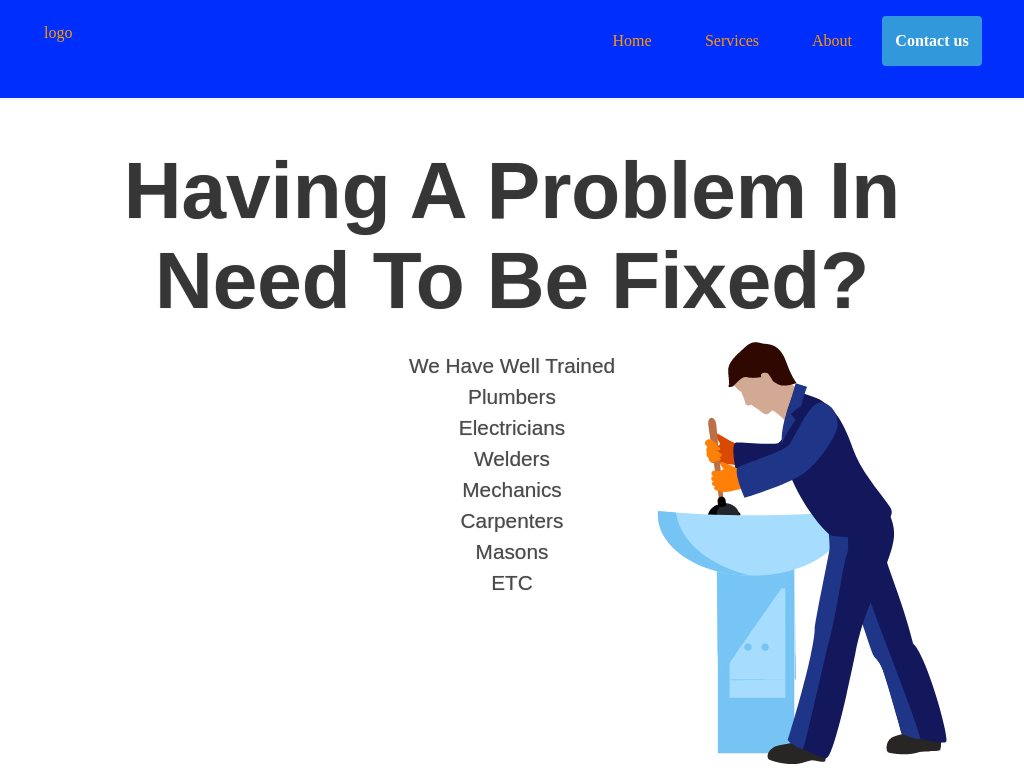 logo
Home
Services
About
Contact us
Having A Problem In
Need To Be Fixed?
We Have Well Trained
Plumbers
Electricians
Welders
Mechanics
Carpenters
Masons
ETC